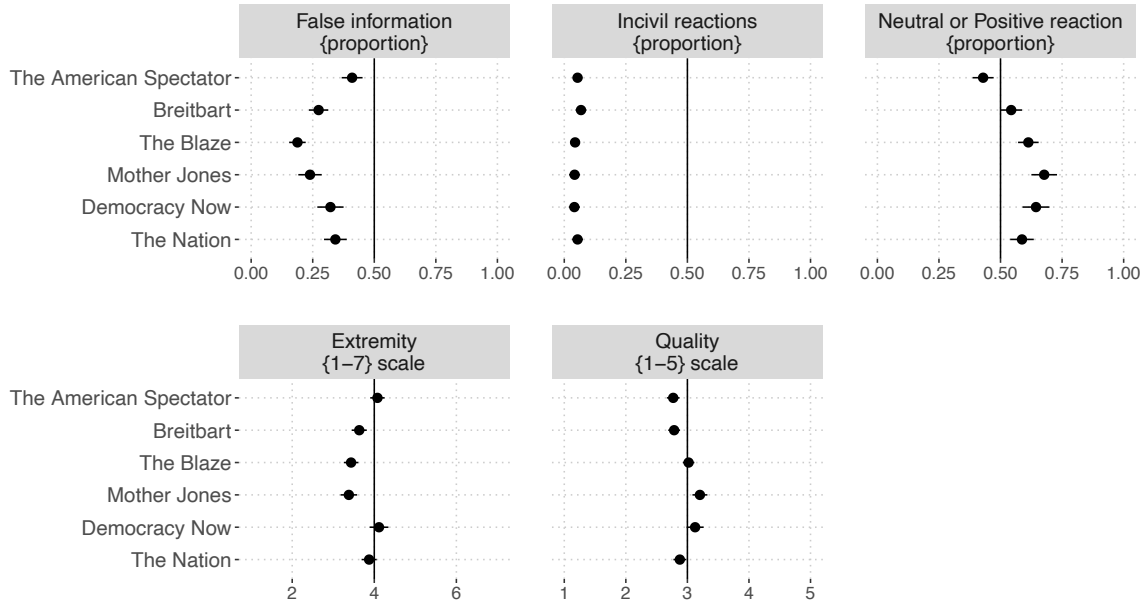 False information
{proportion}
Incivil reactions
{proportion}
Neutral or Positive reaction
{proportion}
The American Spectator
Breitbart
The Blaze
Mother Jones
Democracy Now
The Nation
0.00 0.25 0.50 0.75 1.00
0.00 0.25 0.50 0.75 1.00
0.00 0.25 0.50 0.75 1.00
Extremity
{1−7} scale
Quality
{1−5} scale
The American Spectator
Breitbart
The Blaze
Mother Jones
Democracy Now
The Nation
2 4 6
1 2 3 4 5